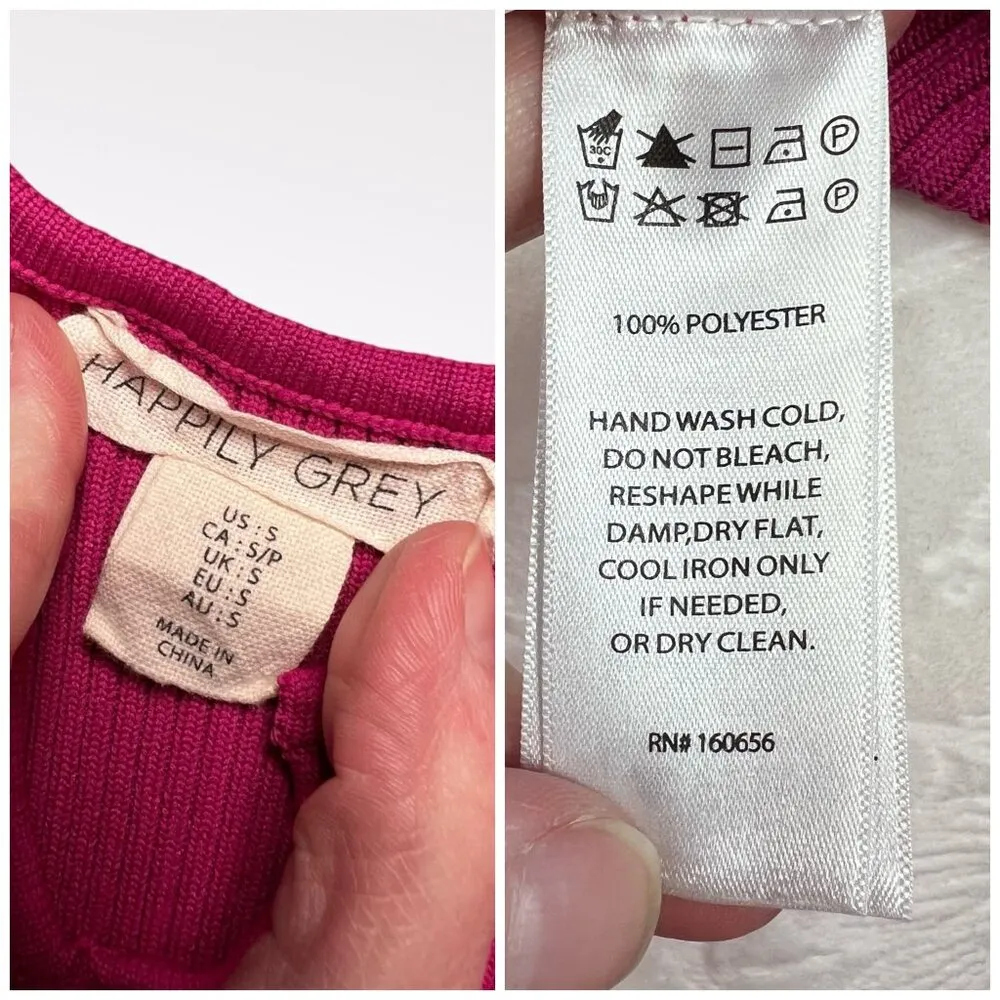 HAPPILY GREY
US : S
CA : S/P
UK : S
EU : S
AU : S
MADE IN
CHINA
30C
P
P
100% POLYESTER
HAND WASH COLD,
DO NOT BLEACH,
RESHAPE WHILE
DAMP,DRY FLAT,
COOL IRON ONLY
IF NEEDED,
OR DRY CLEAN.
RN# 160656